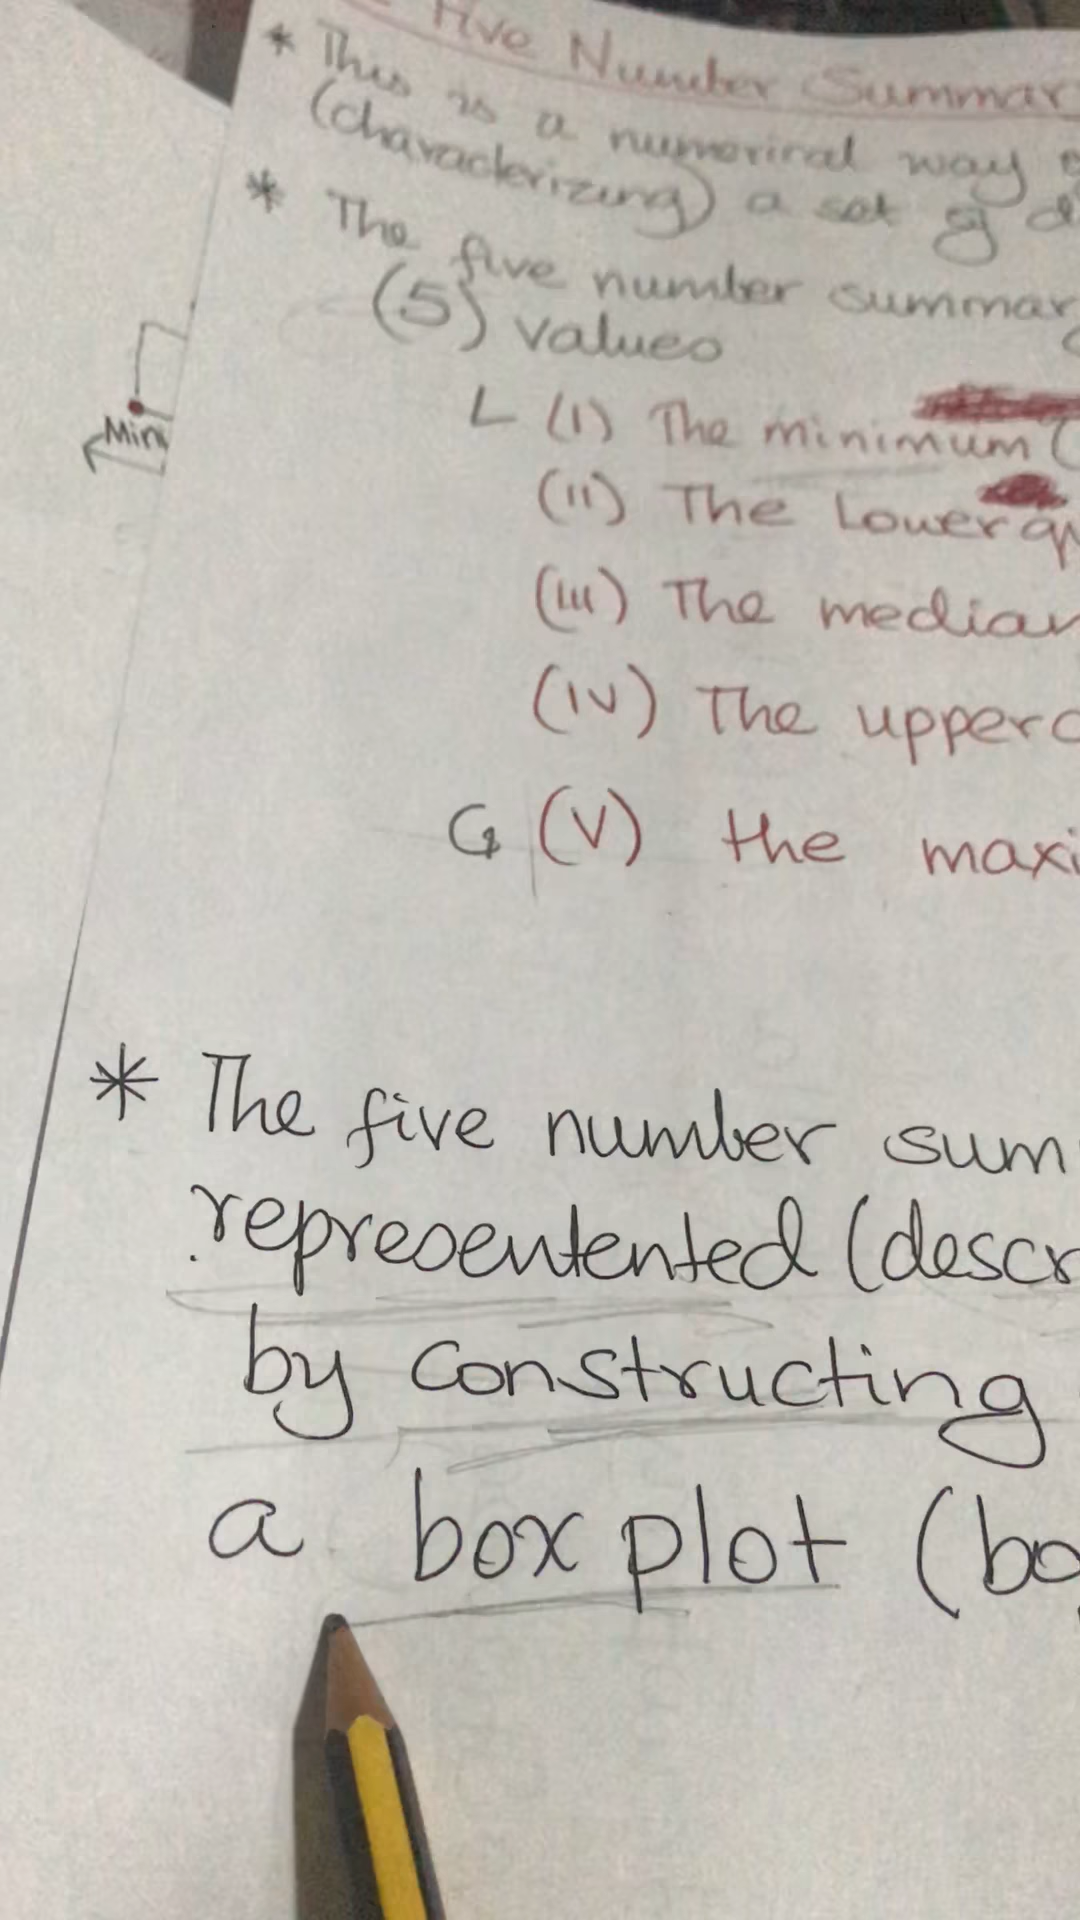 Five Number Summar
* This is a numerical way
(characterizing) a set of d
* The five number summar
(5) values
L (i) The minimum (
(ii) The Lower q
(iii) The median
(iv) The upper
G (v) the maxi
Min
* The five number sum
representented (descr
by constructing
a box plot (bo